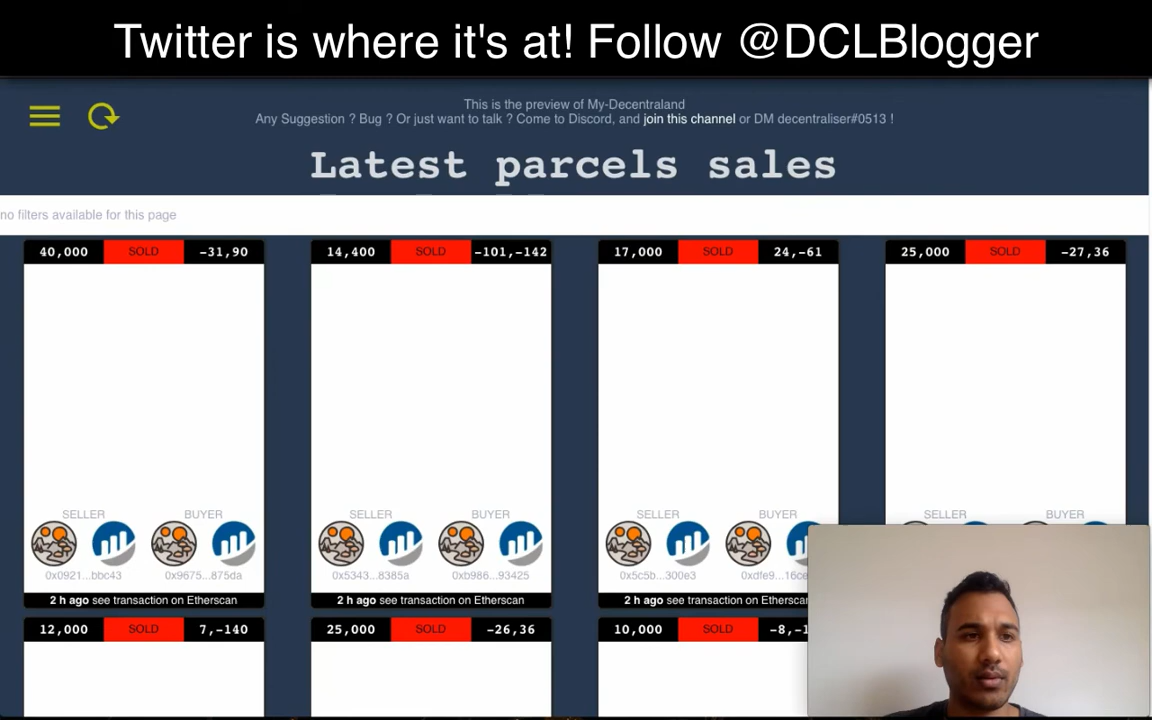 Twitter is where it's at! Follow @DCLBlogger
This is the preview of My-Decentraland
Any Suggestion ? Bug ? Or just want to talk ? Come to Discord, and join this channel or DM decentraliser#0513 !
Latest parcels sales
no filters available for this page
40,000 SOLD -31,90
14,400 SOLD -101,-142
17,000 SOLD 24,-61
25,000 SOLD -27,36
SELLER BUYER
SELLER BUYER
SELLER BUYER
SELLER BUYER
0x0921...bbc43 0x9675...875da
0x5343...8385a 0xb986...93425
0x5c5b...300e3 0xdfe9...16ce
2 h ago see transaction on Etherscan
2 h ago see transaction on Etherscan
2 h ago see transaction on Etherscan
12,000 SOLD 7,-140
25,000 SOLD -26,36
10,000 SOLD -8,-1